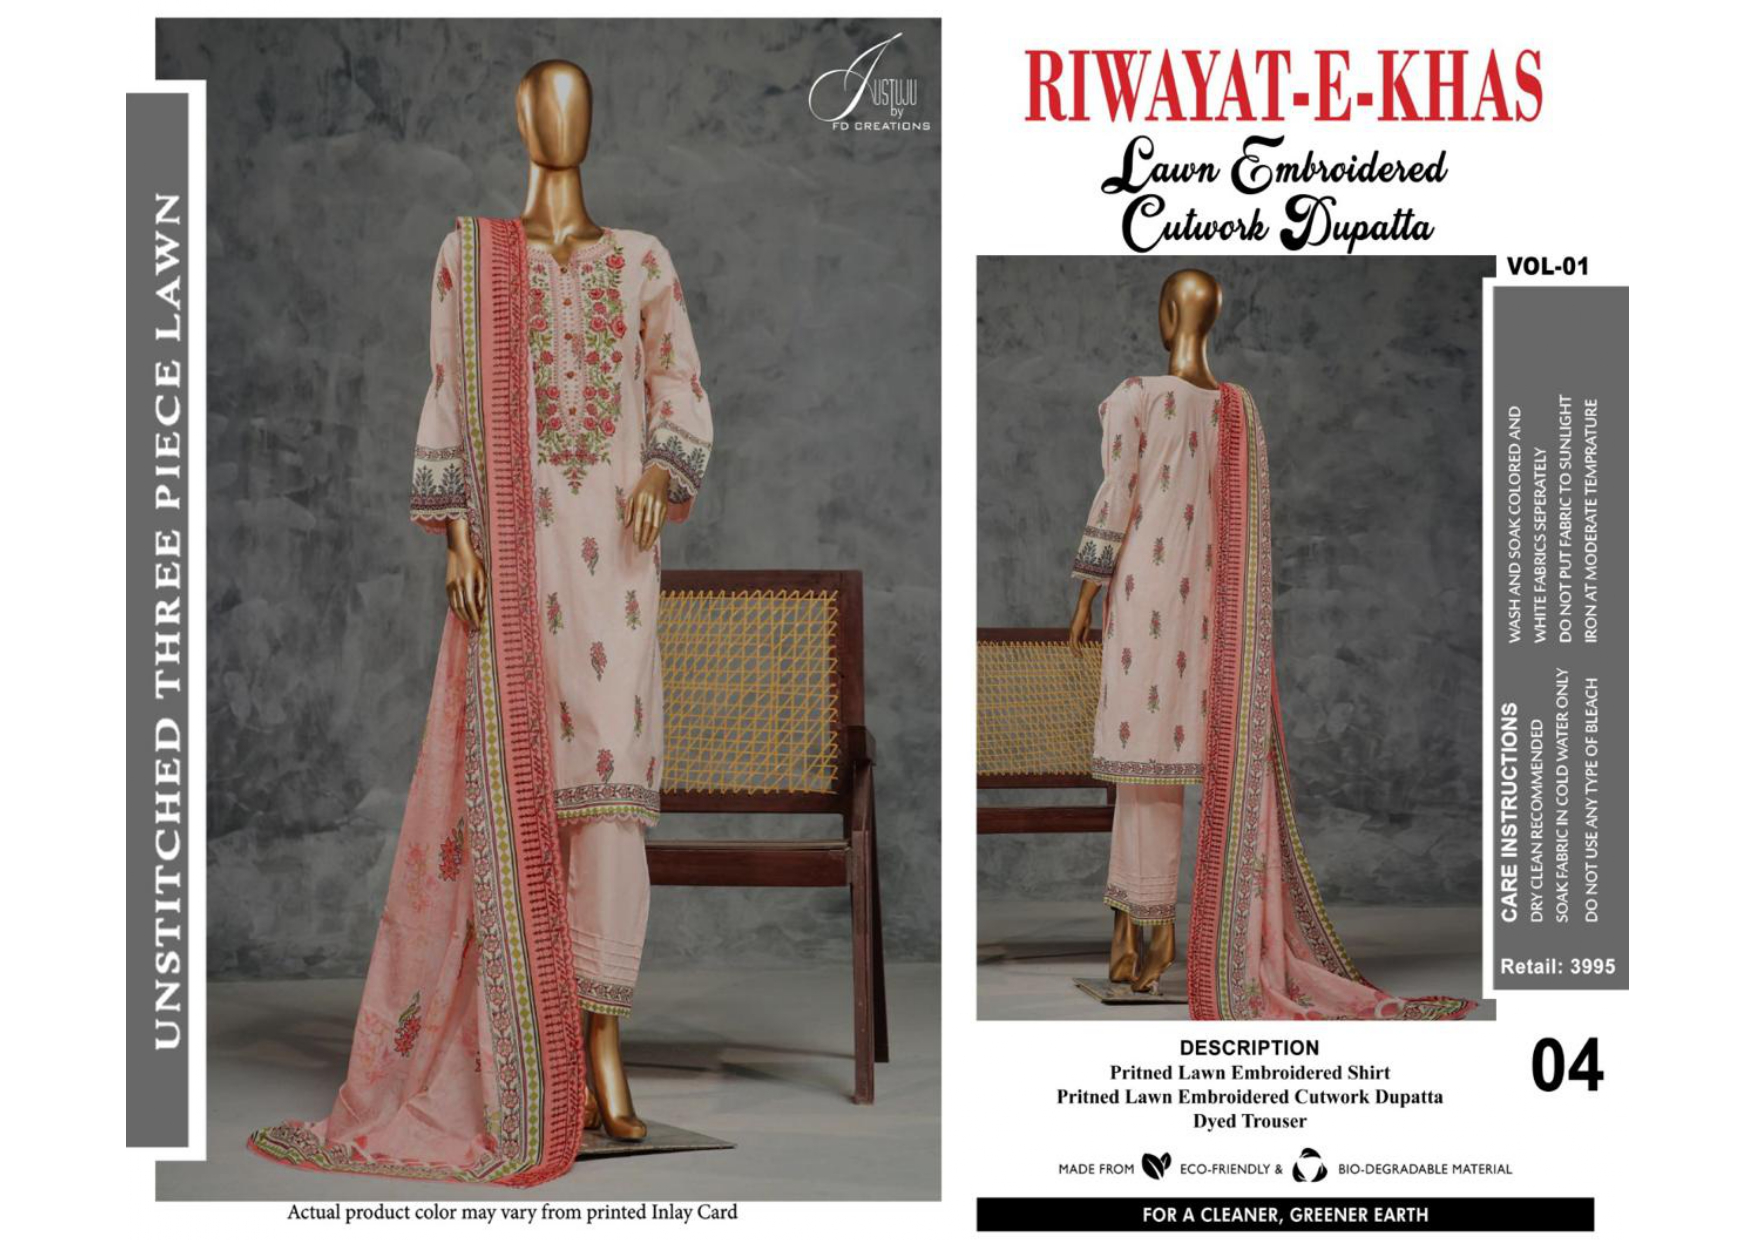 UNSTITCHED THREE PIECE LAWN
JUSTUJU
by
FD CREATIONS
Actual product color may vary from printed Inlay Card
RIWAYAT-E-KHAS
Lawn Embroidered
Cutwork Dupatta
VOL-01
CARE INSTRUCTIONS
DRY CLEAN RECOMMENDED
SOAK FABRIC IN COLD WATER ONLY
DO NOT USE ANY TYPE OF BLEACH
WASH AND SOAK COLORED AND
WHITE FABRICS SEPERATELY
DO NOT PUT FABRIC TO SUNLIGHT
IRON AT MODERATE TEMPRATURE
Retail: 3995
DESCRIPTION
Pritned Lawn Embroidered Shirt
Pritned Lawn Embroidered Cutwork Dupatta
Dyed Trouser
04
MADE FROM ECO-FRIENDLY & BIO-DEGRADABLE MATERIAL
FOR A CLEANER, GREENER EARTH